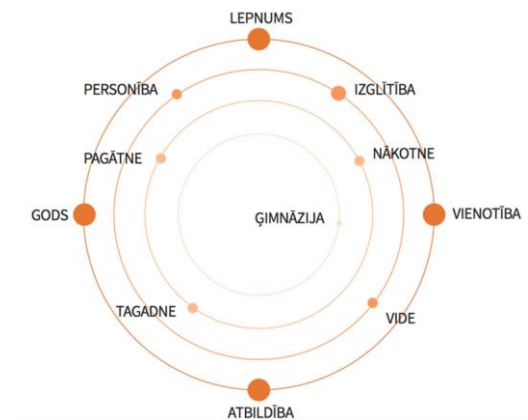 LEPNUMS
PERSONĪBA
IZGLĪTĪBA
PAGĀTNE
NĀKOTNE
GODS
ĢIMNĀZIJA
VIENOTĪBA
TAGADNE
VIDE
ATBILDĪBA